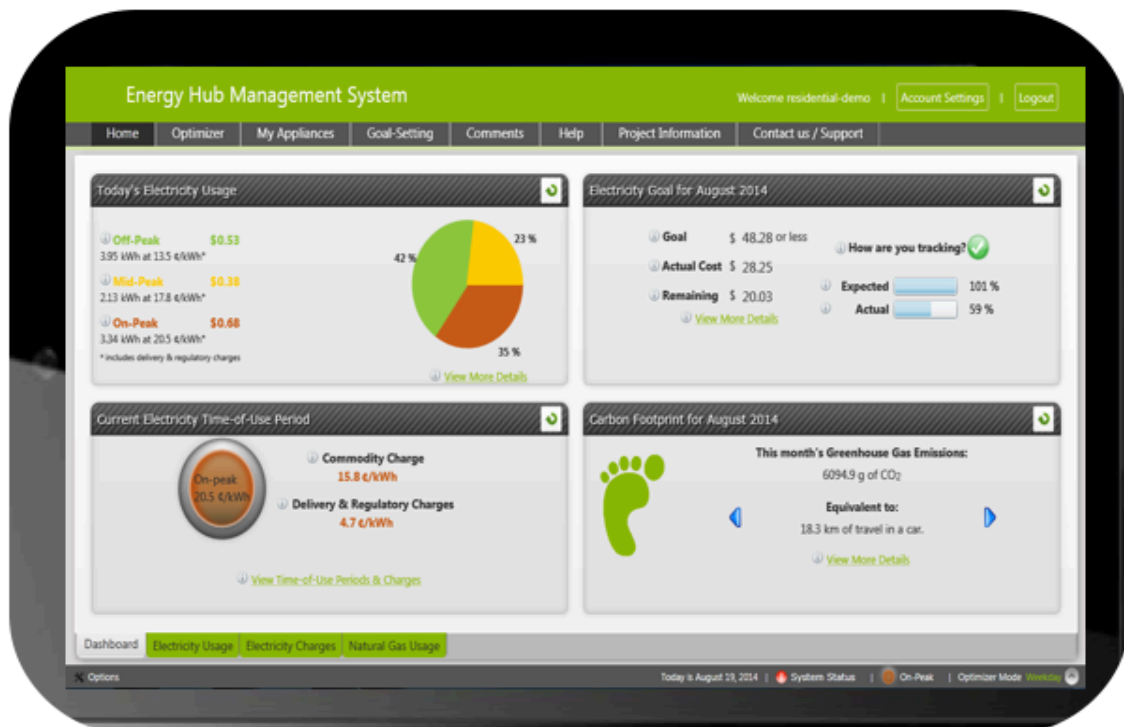 Energy Hub Management System
Welcome residential-demo | Account Settings | Logout
Home Optimizer My Appliances Goal-Setting Comments Help Project Information Contact us / Support
Today's Electricity Usage
Off-Peak $0.53
3.95 kWh at 13.5 ¢/kWh*
Mid-Peak $0.38
2.13 kWh at 17.8 ¢/kWh*
On-Peak $0.68
3.34 kWh at 20.5 ¢/kWh*
* includes delivery & regulatory charges
42 %
23 %
35 %
View More Details
Electricity Goal for August 2014
Goal $ 48.28 or less
Actual Cost $ 28.25
Remaining $ 20.03
View More Details
How are you tracking?
Expected 101 %
Actual 59 %
Current Electricity Time-of-Use Period
On-peak
20.5 ¢/kWh
Commodity Charge
15.8 ¢/kWh
Delivery & Regulatory Charges
4.7 ¢/kWh
View Time-of-Use Periods & Charges
Carbon Footprint for August 2014
This month's Greenhouse Gas Emissions:
6094.9 g of CO2
Equivalent to:
18.3 km of travel in a car.
View More Details
Dashboard Electricity Usage Electricity Charges Natural Gas Usage
Options
Today is August 19, 2014 | System Status | On-Peak | Optimizer Mode Weekday